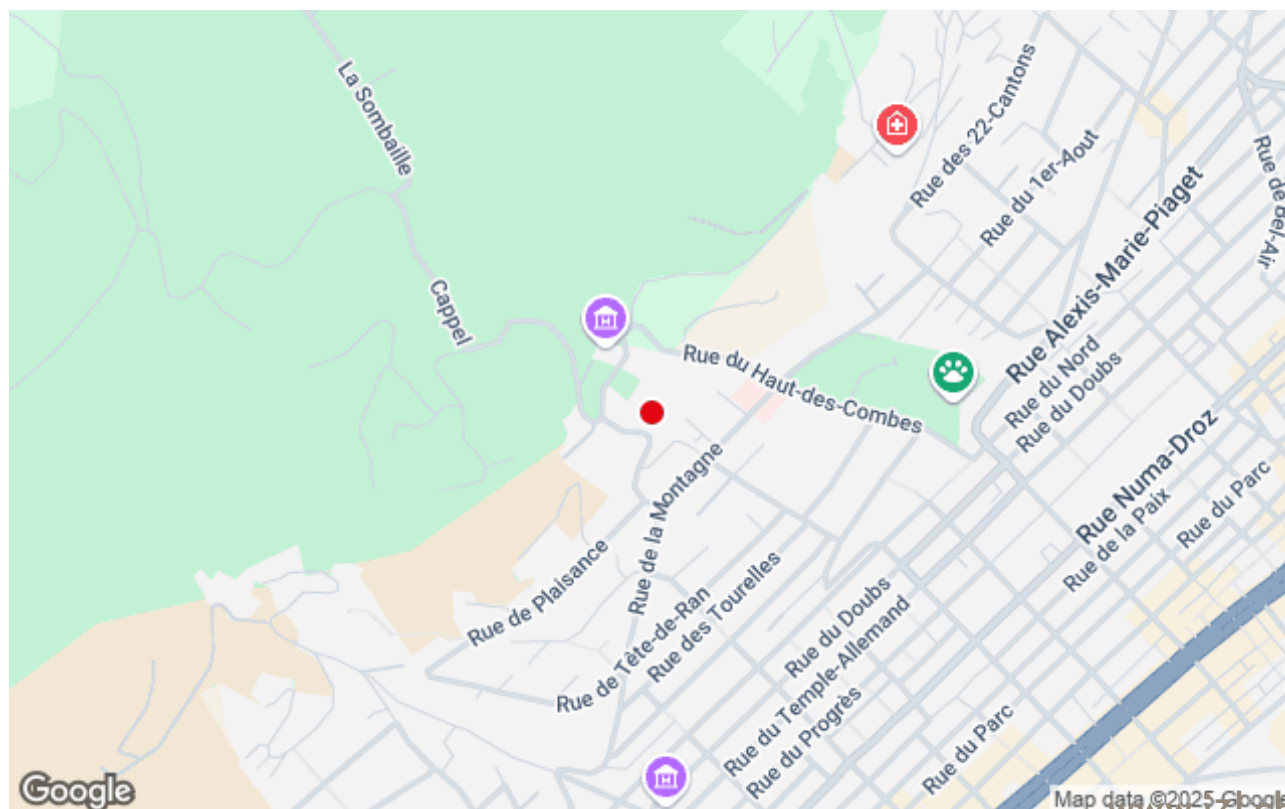 La Sombaille
Cappel
Rue des 22-Cantons
Rue du 1er-Aout
Rue de Bel-Air
Rue Alexis-Marie-Piaget
Rue du Nord
Rue du Doubs
Rue du Haut-des-Combes
Rue Numa-Droz
Rue de la Paix
Rue du Parc
Rue de la Montagne
Rue de Plaisance
Rue de Tête-de-Ran
Rue des Tourelles
Rue du Doubs
Rue du Temple-Allemand
Rue du Progrès
Rue du Parc
H
H
Google
Map data ©2025 Google